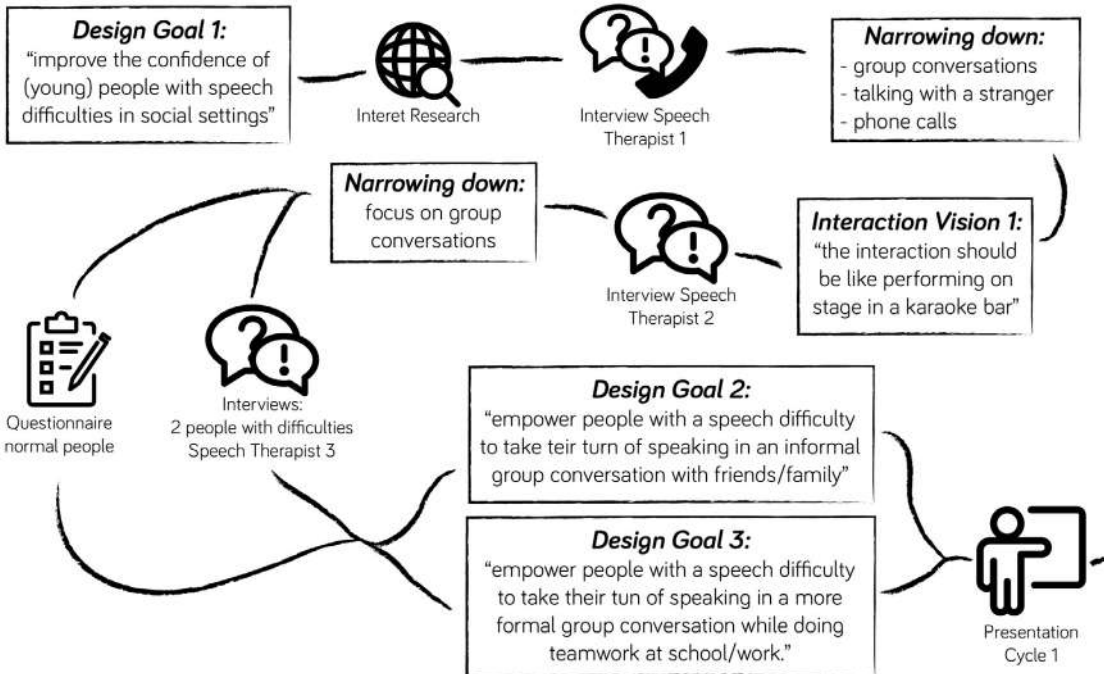 Design Goal 1:
“improve the confidence of
(young) people with speech
difficulties in social settings”
Interet Research
Interview Speech
Therapist 1
Narrowing down:
- group conversations
- talking with a stranger
- phone calls
Interaction Vision 1:
“the interaction should
be like performing on
stage in a karaoke bar”
Interview Speech
Therapist 2
Narrowing down:
focus on group
conversations
Questionnaire
normal people
Interviews:
2 people with difficulties
Speech Therapist 3
Design Goal 2:
“empower people with a speech difficulty
to take teir turn of speaking in an informal
group conversation with friends/family”
Design Goal 3:
“empower people with a speech difficulty
to take their tun of speaking in a more
formal group conversation while doing
teamwork at school/work.”
Presentation
Cycle 1